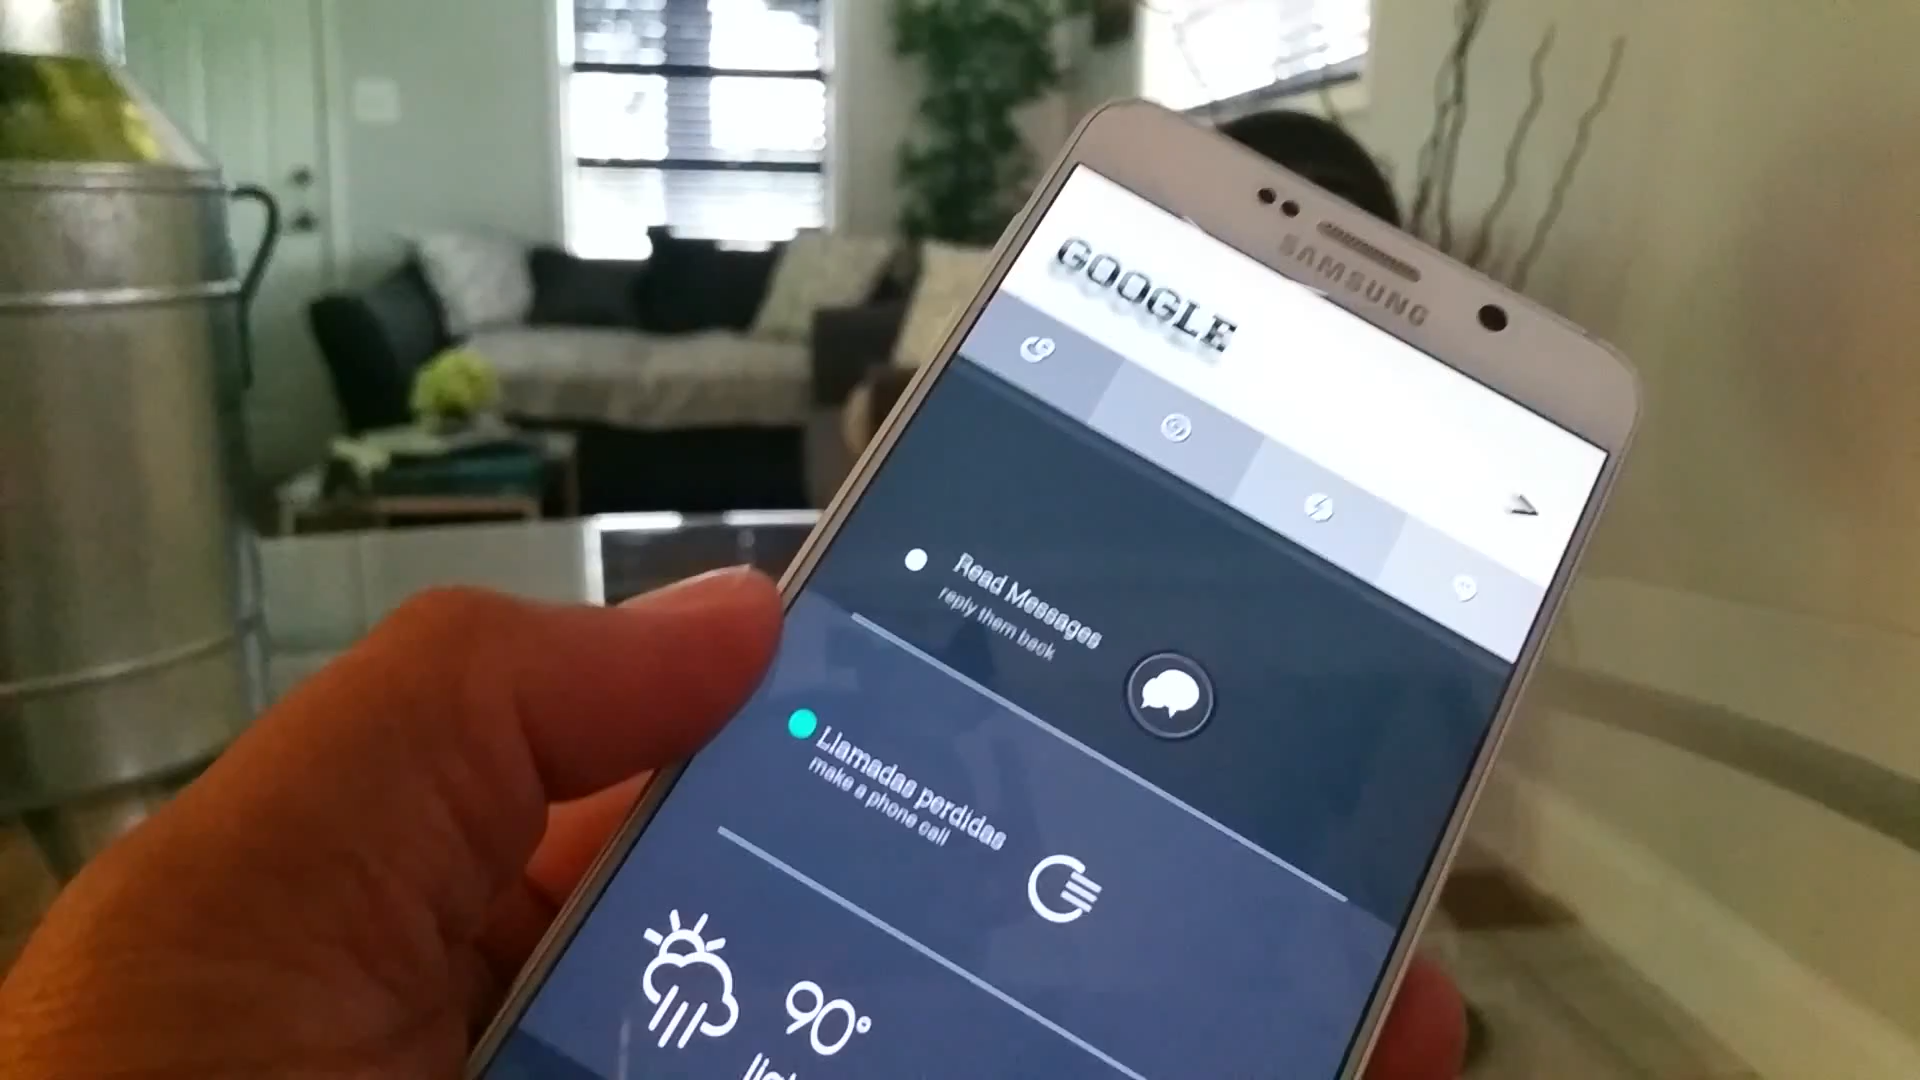 SAMSUNG
GOOGLE
>
Read Messages
reply them back
Llamadas perdidas
make a phone call
90°